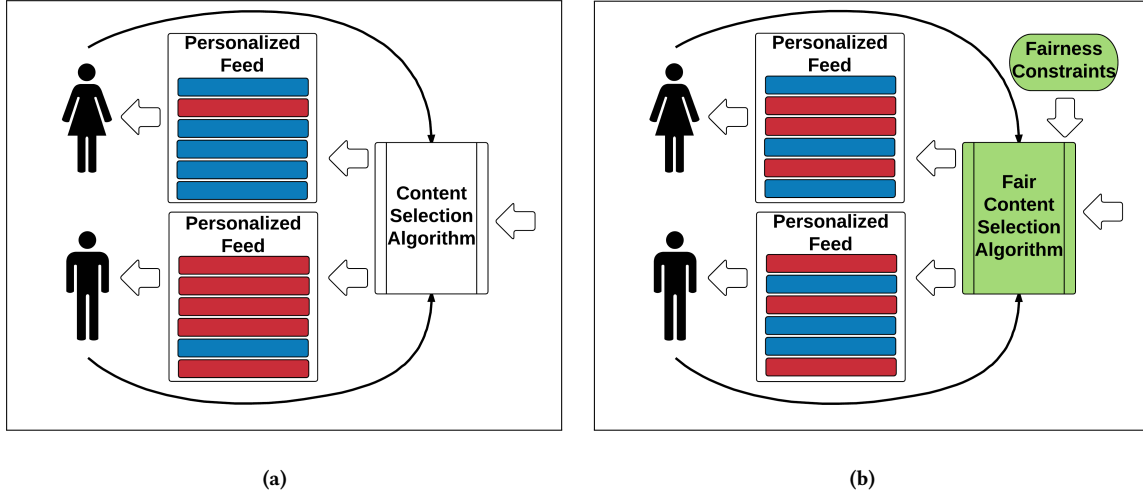 Personalized
Feed
Personalized
Feed
Content
Selection
Algorithm
(a)
Personalized
Feed
Personalized
Feed
Fairness
Constraints
Fair
Content
Selection
Algorithm
(b)